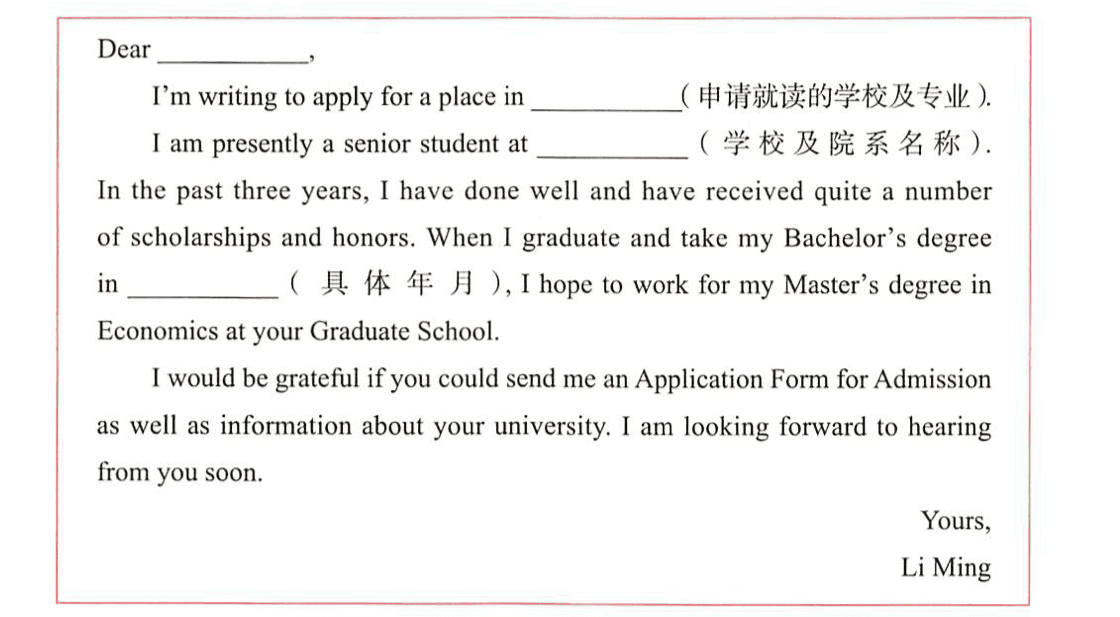 Dear ___________,
I'm writing to apply for a place in ___________(申请就读的学校及专业).
I am presently a senior student at ___________(学校及院系名称).
In the past three years, I have done well and have received quite a number
of scholarships and honors. When I graduate and take my Bachelor's degree
in ___________(具体年月), I hope to work for my Master's degree in
Economics at your Graduate School.
I would be grateful if you could send me an Application Form for Admission
as well as information about your university. I am looking forward to hearing
from you soon.
Yours,
Li Ming